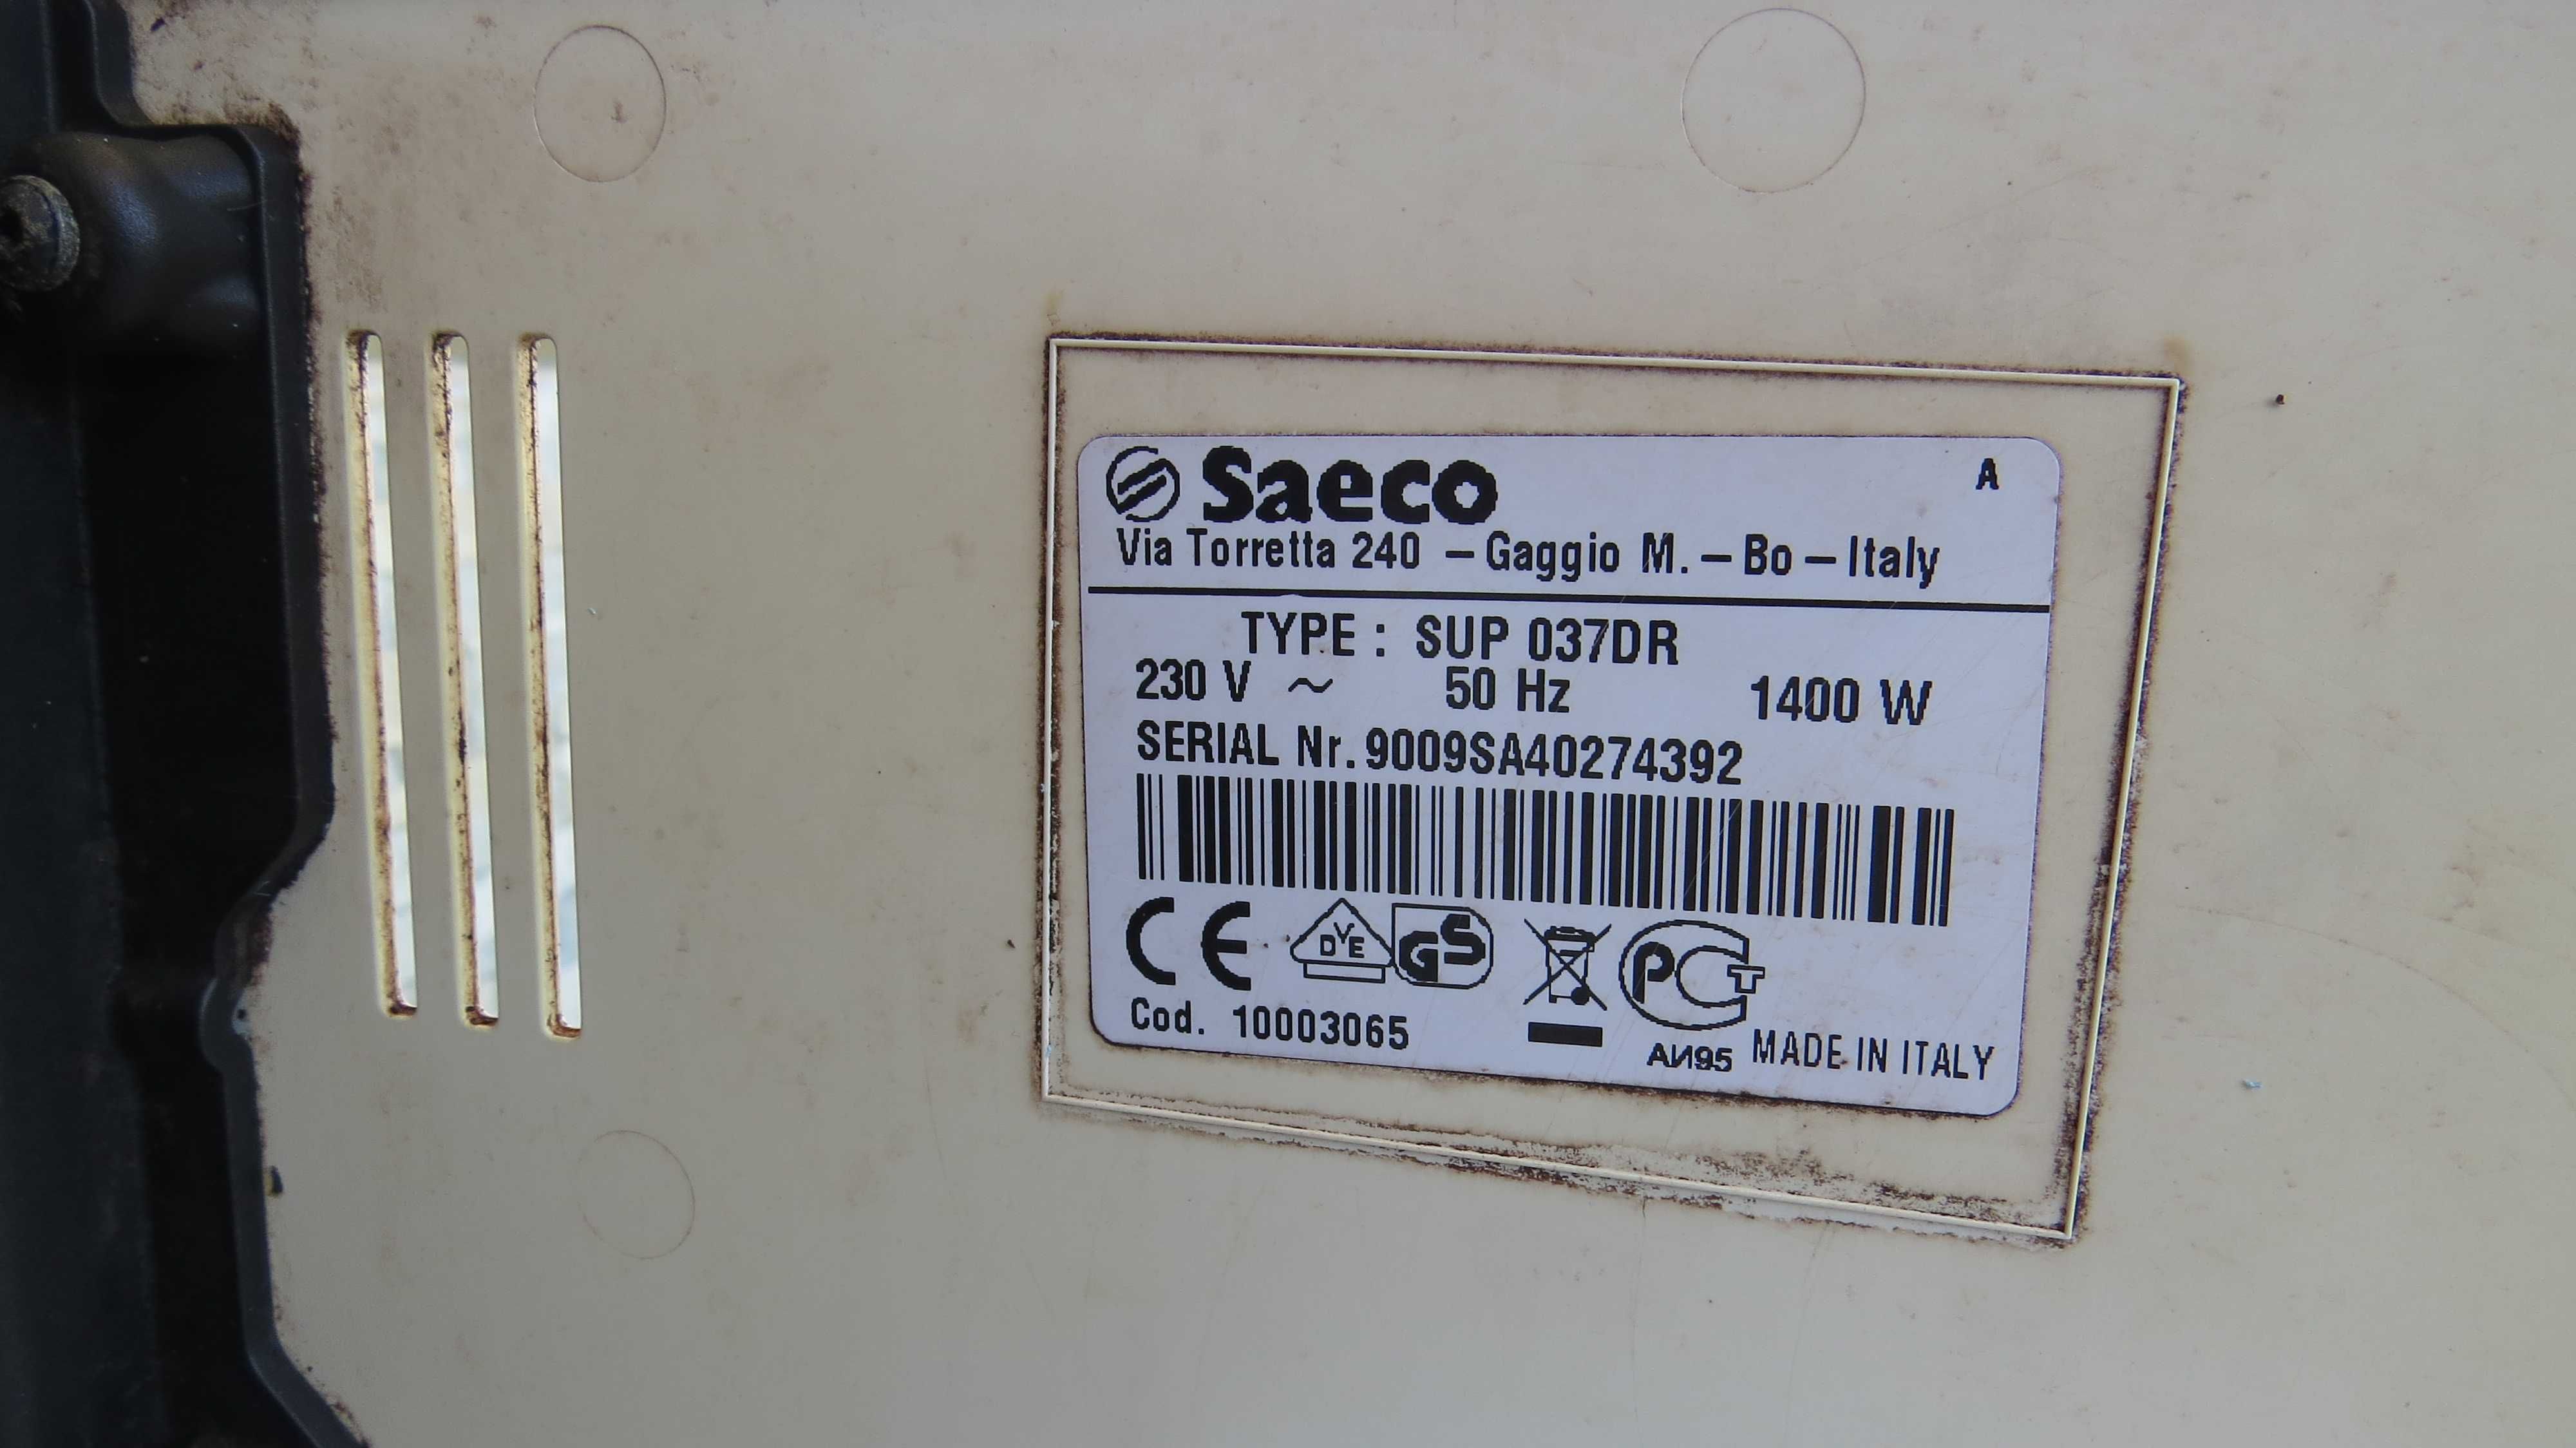 Saeco A
Via Torretta 240 – Gaggio M. – Bo – Italy
TYPE : SUP 037DR
230 V ~ 50 Hz 1400 W
SERIAL Nr. 9009SA40274392
CE DVE GS РСТ
Cod. 10003065 АИ95 MADE IN ITALY